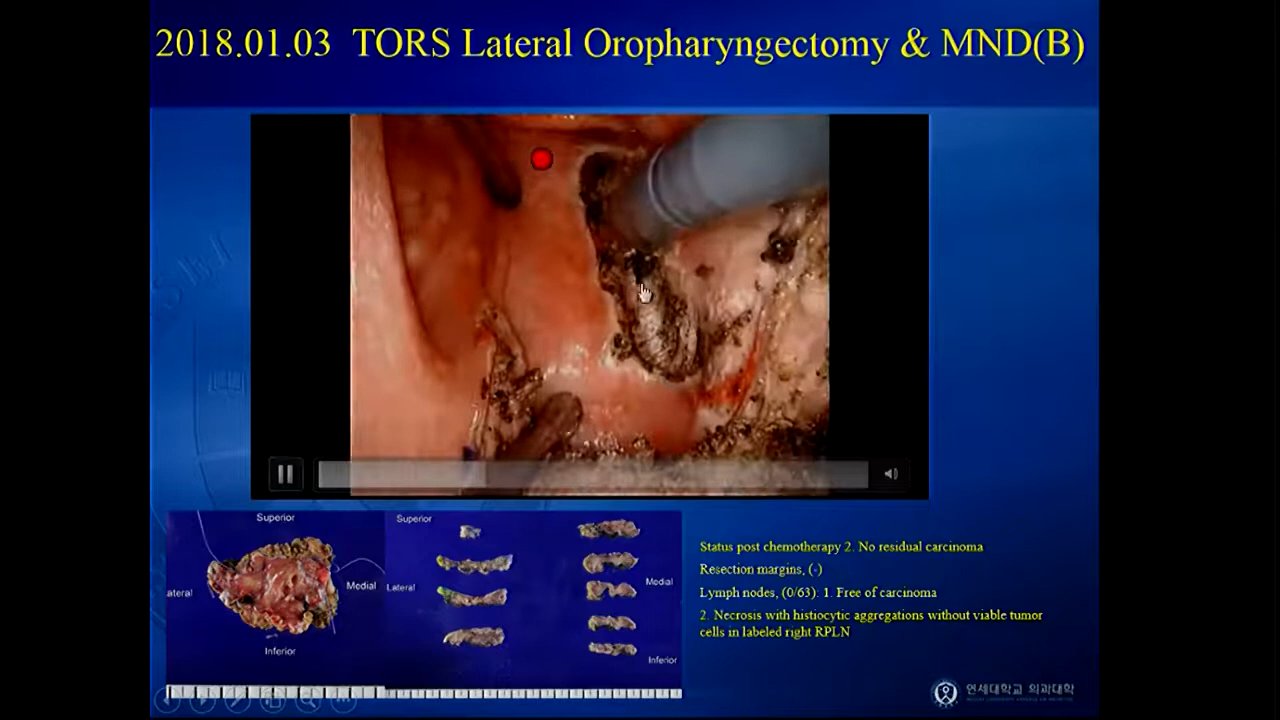 2018.01.03 TORS Lateral Oropharyngectomy & MND(B)
Superior
Superior
Lateral
Medial
Lateral
Medial
Inferior
Inferior
Status post chemotherapy 2. No residual carcinoma
Resection margins, (-)
Lymph nodes, (0/63): 1. Free of carcinoma
2. Necrosis with histiocytic aggregations without viable tumor
cells in labeled right RPLN
연세대학교 의과대학